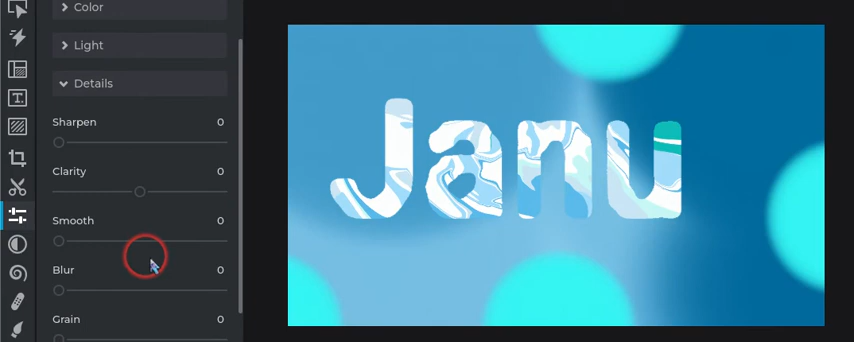 Color
Light
Details
Sharpen 0
Clarity 0
Smooth 0
Blur 0
Grain 0
T
Janu